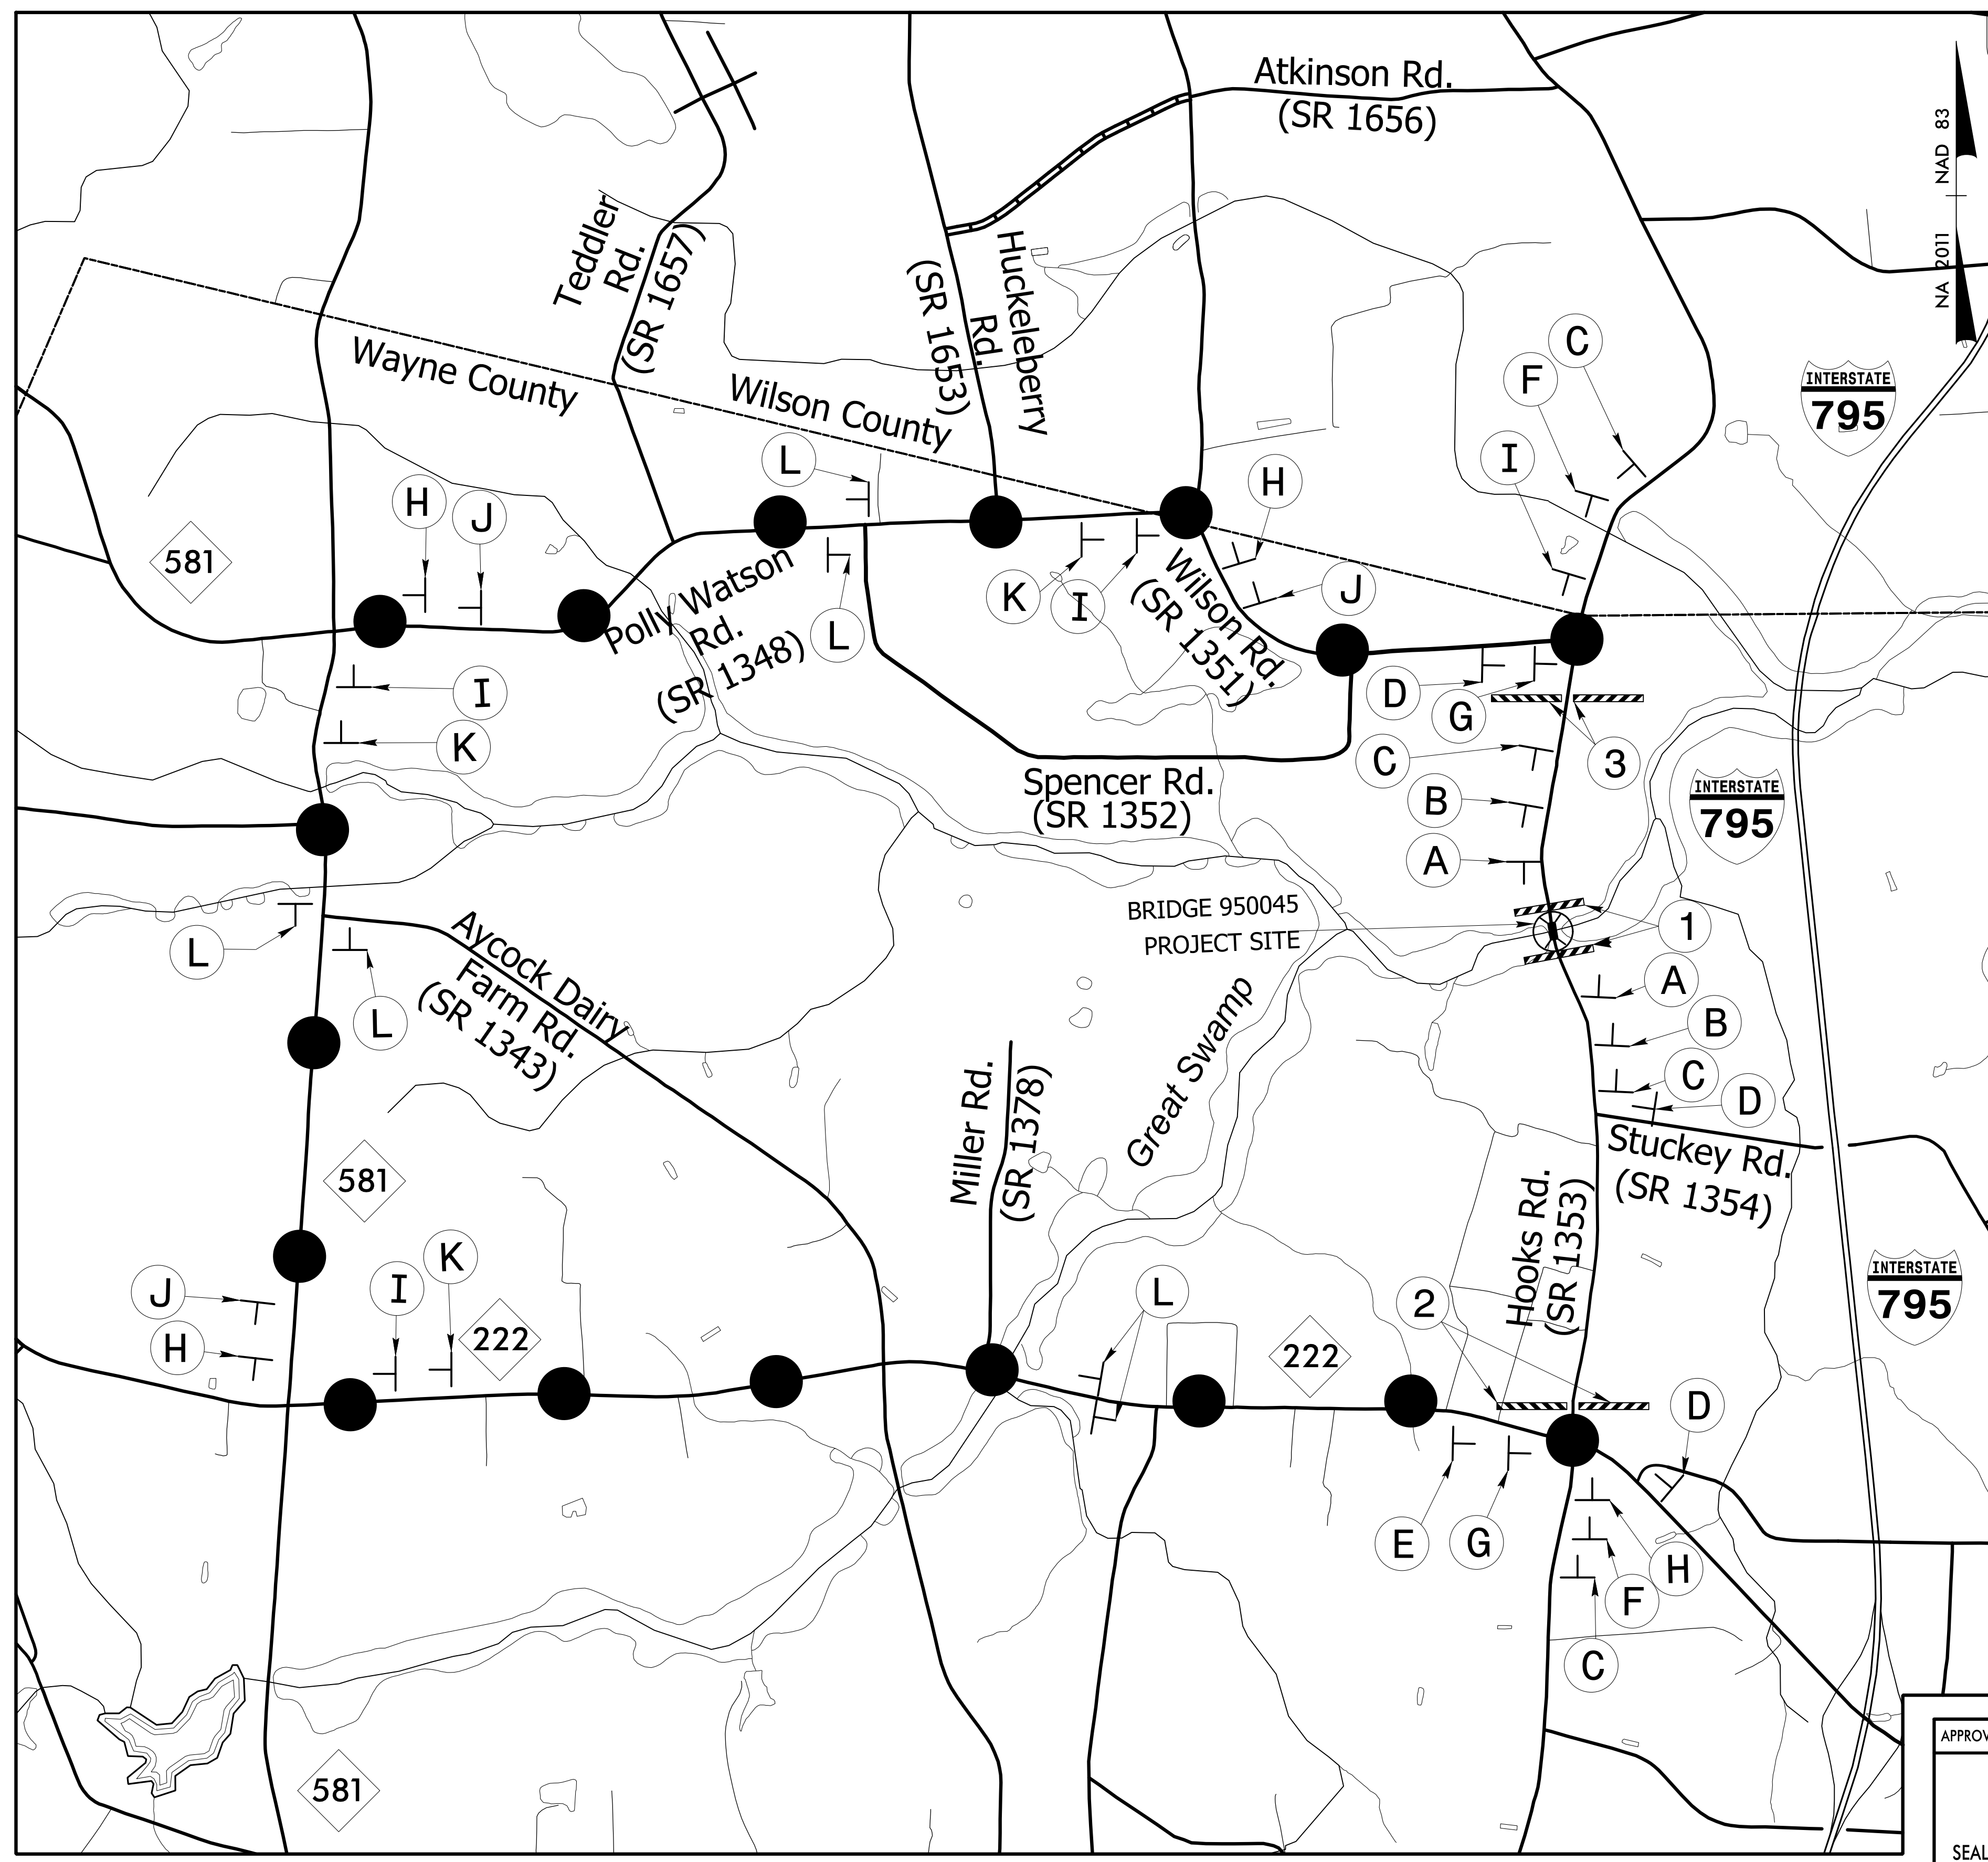 Atkinson Rd.
(SR 1656)
NAD 83
NA 2011
Teddler
Rd.
(SR 1657)
Huckeleberry
Rd.
(SR 1653)
C
F
I
INTERSTATE
795
Wayne County
Wilson County
L
H
H
J
581
K
I
J
L
Polly Watson
Rd.
(SR 1348)
Wilson Rd.
(SR 1351)
D
G
I
K
C
3
B
A
Spencer Rd.
(SR 1352)
INTERSTATE
795
BRIDGE 950045
PROJECT SITE
1
L
L
Aycock Dairy
Farm Rd.
(SR 1343)
A
B
C
D
Great Swamp
Miller Rd.
(SR 1378)
Stuckey Rd.
(SR 1354)
Hooks Rd.
(SR 1353)
581
K
I
J
H
222
L
222
2
INTERSTATE
795
D
E
G
H
F
C
581
APPROV
SEAL